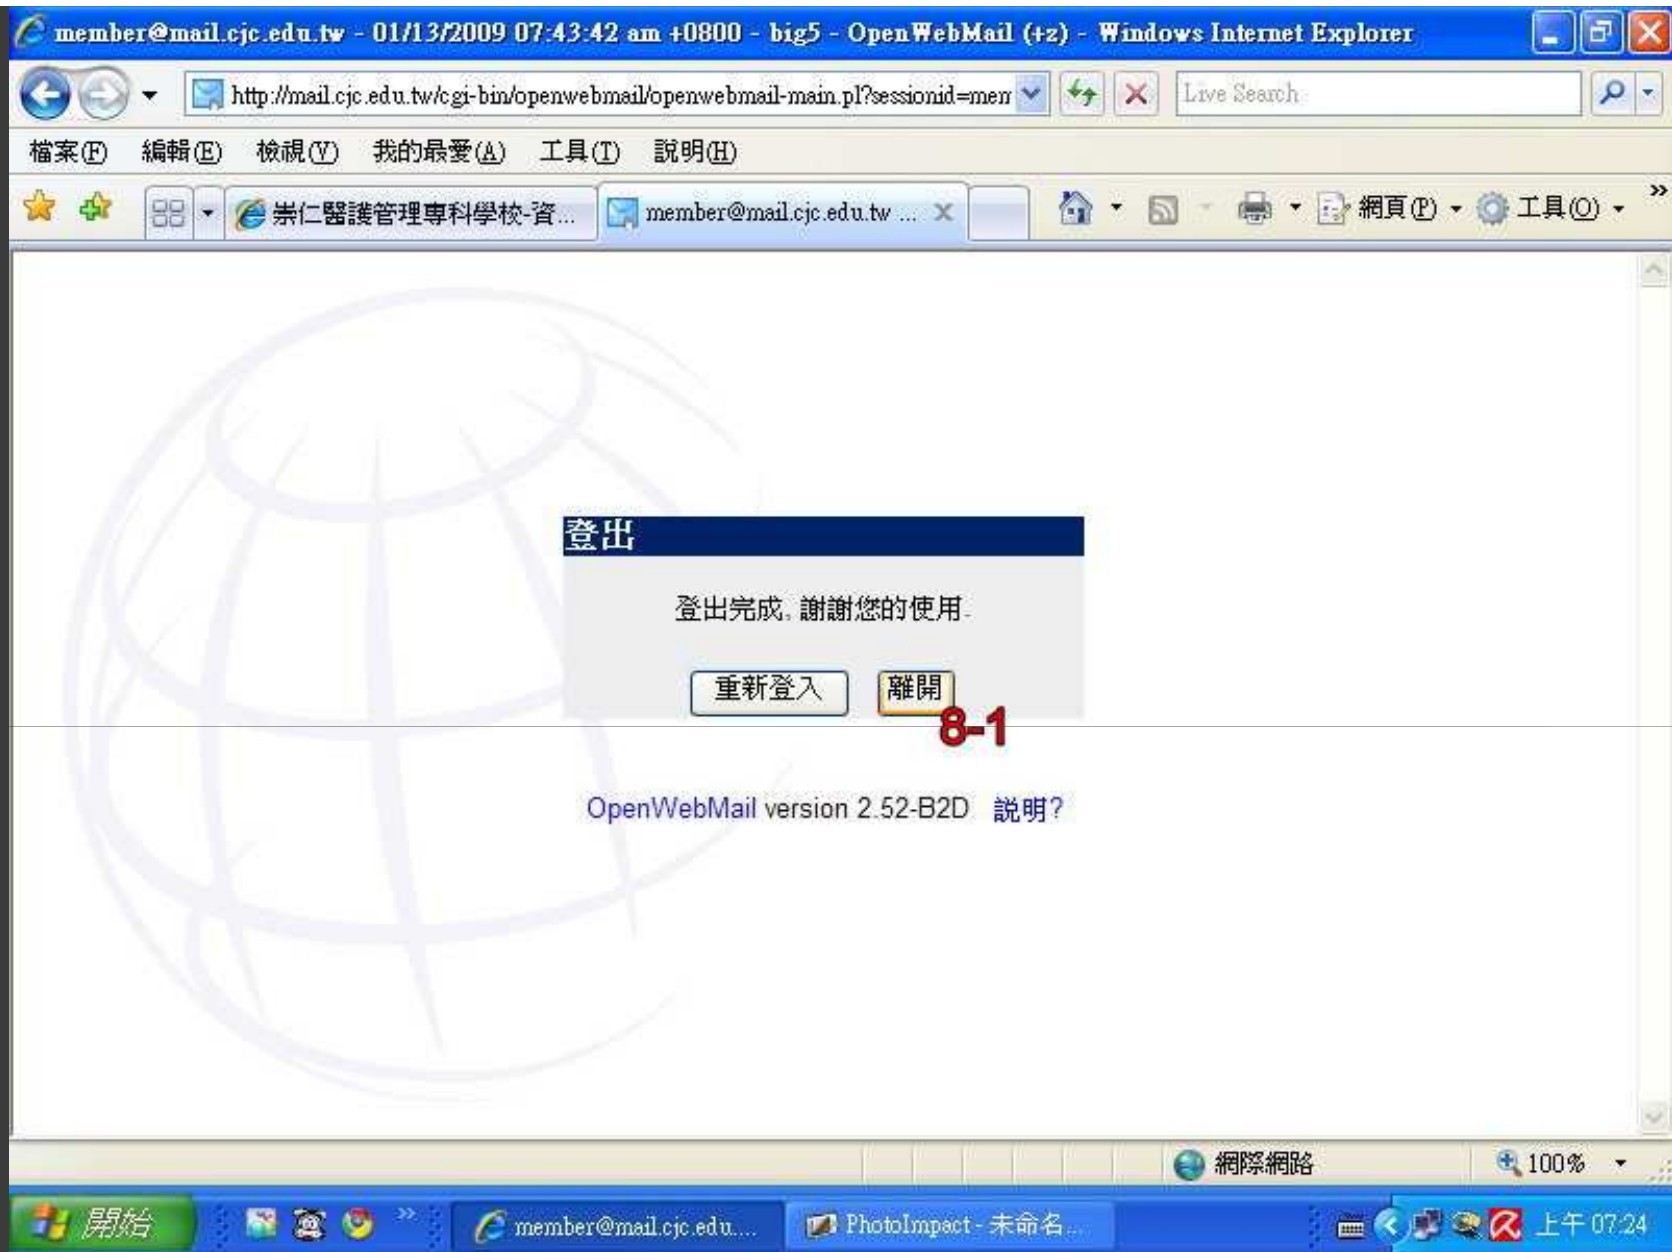 member@mail.cjc.edu.tw - 01/13/2009 07:43:42 am +0800 - big5 - OpenWebMail (+z) - Windows Internet Explorer
http://mail.cjc.edu.tw/cgi-bin/openwebmail/openwebmail-main.pl?sessionid=mem
Live Search
檔案(F) 編輯(E) 檢視(V) 我的最愛(A) 工具(T) 說明(H)
崇仁醫護管理專科學校-資... member@mail.cjc.edu.tw ... 網頁(P) 工具(O) »
登出
登出完成, 謝謝您的使用.
重新登入 離開
8-1
OpenWebMail version 2.52-B2D 說明?
網際網路 100%
開始 » member@mail.cjc.edu.... PhotoImpact - 未命名... 上午 07:24